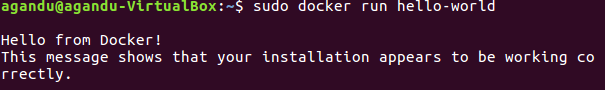 agandu@agandu-VirtualBox:~$ sudo docker run hello-world
Hello from Docker!
This message shows that your installation appears to be working co
rrectly.